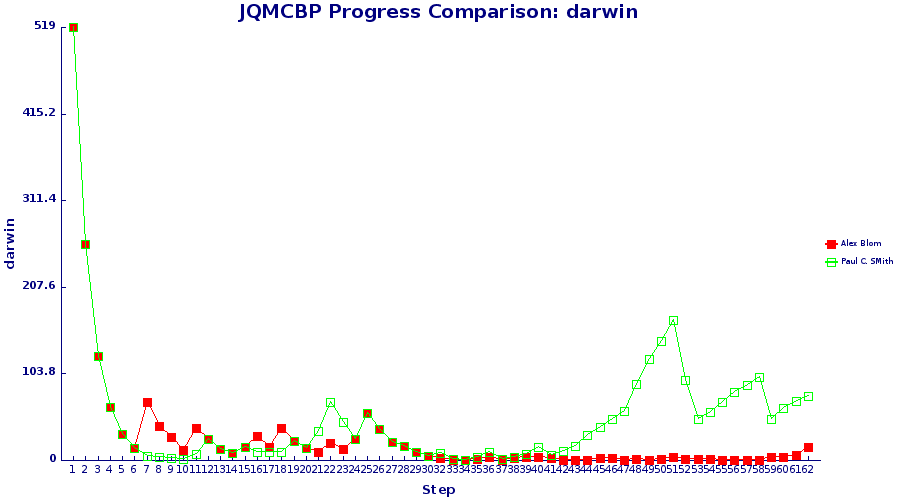 JQMCBP Progress Comparison: darwin
519
415.2
311.4
207.6
103.8
0
darwin
1 2 3 4 5 6 7 8 9 10 11 12 13 14 15 16 17 18 19 20 21 22 23 24 25 26 27 28 29 30 31 32 33 34 35 36 37 38 39 40 41 42 43 44 45 46 47 48 49 50 51 52 53 54 55 56 57 58 59 60 61 62
Step
Alex Blom
Paul C. SMith